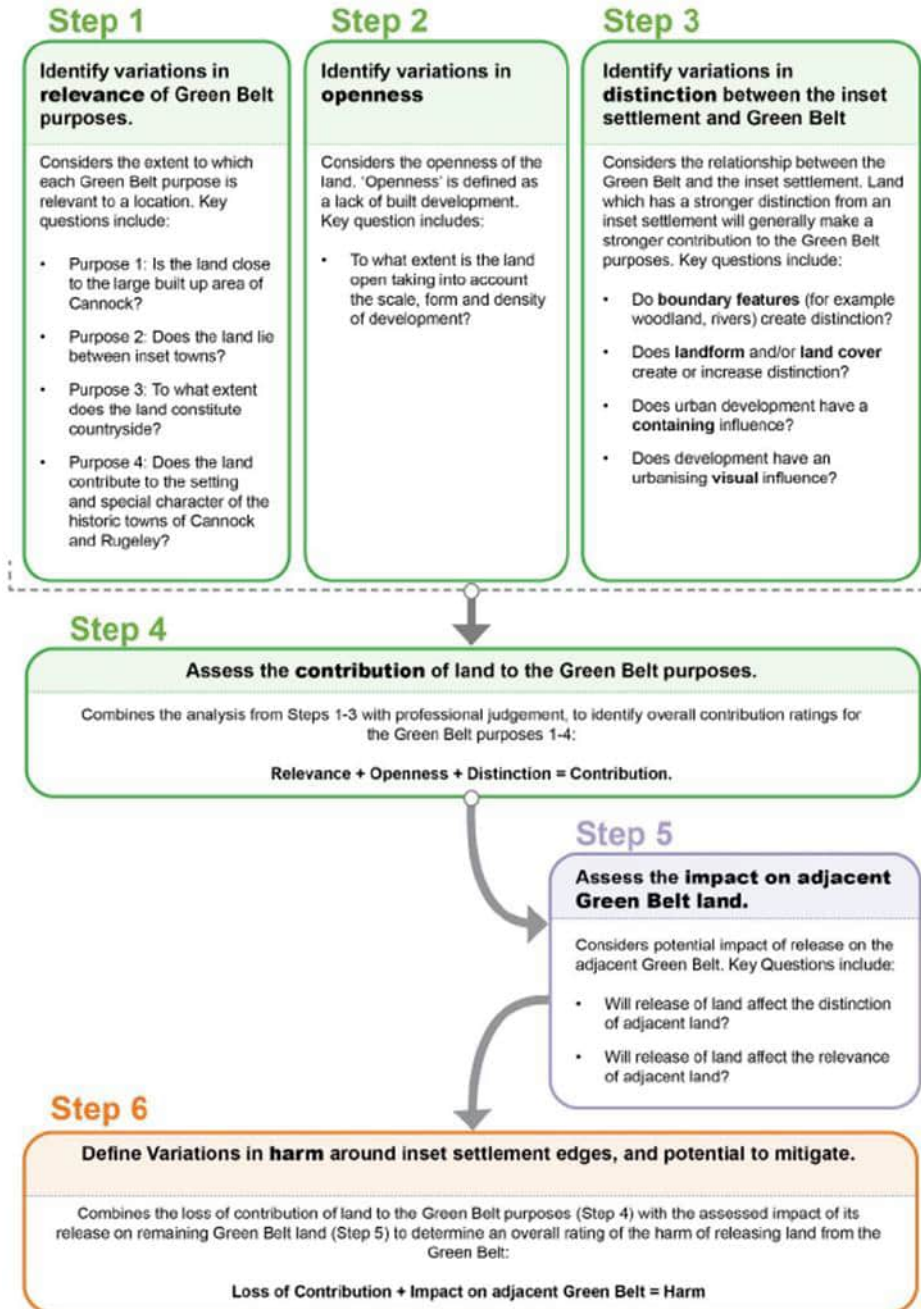 Step 1
Identify variations in
relevance of Green Belt
purposes.
Considers the extent to which
each Green Belt purpose is
relevant to a location. Key
questions include:
• Purpose 1: Is the land close
to the large built up area of
Cannock?
• Purpose 2: Does the land lie
between inset towns?
• Purpose 3: To what extent
does the land constitute
countryside?
• Purpose 4: Does the land
contribute to the setting
and special character of the
historic towns of Cannock
and Rugeley?
Step 2
Identify variations in
openness
Considers the openness of the
land. 'Openness' is defined as
a lack of built development.
Key question includes:
• To what extent is the land
open taking into account
the scale, form and density
of development?
Step 3
Identify variations in
distinction between the inset
settlement and Green Belt
Considers the relationship between the
Green Belt and the inset settlement. Land
which has a stronger distinction from an
inset settlement will generally make a
stronger contribution to the Green Belt
purposes. Key questions include:
• Do boundary features (for example
woodland, rivers) create distinction?
• Does landform and/or land cover
create or increase distinction?
• Does urban development have a
containing influence?
• Does development have an
urbanising visual influence?
Step 4
Assess the contribution of land to the Green Belt purposes.
Combines the analysis from Steps 1-3 with professional judgement, to identify overall contribution ratings for
the Green Belt purposes 1-4:
Relevance + Openness + Distinction = Contribution.
Step 5
Assess the impact on adjacent
Green Belt land.
Considers potential impact of release on the
adjacent Green Belt. Key Questions include:
• Will release of land affect the distinction
of adjacent land?
• Will release of land affect the relevance
of adjacent land?
Step 6
Define Variations in harm around inset settlement edges, and potential to mitigate.
Combines the loss of contribution of land to the Green Belt purposes (Step 4) with the assessed impact of its
release on remaining Green Belt land (Step 5) to determine an overall rating of the harm of releasing land from the
Green Belt:
Loss of Contribution + Impact on adjacent Green Belt = Harm